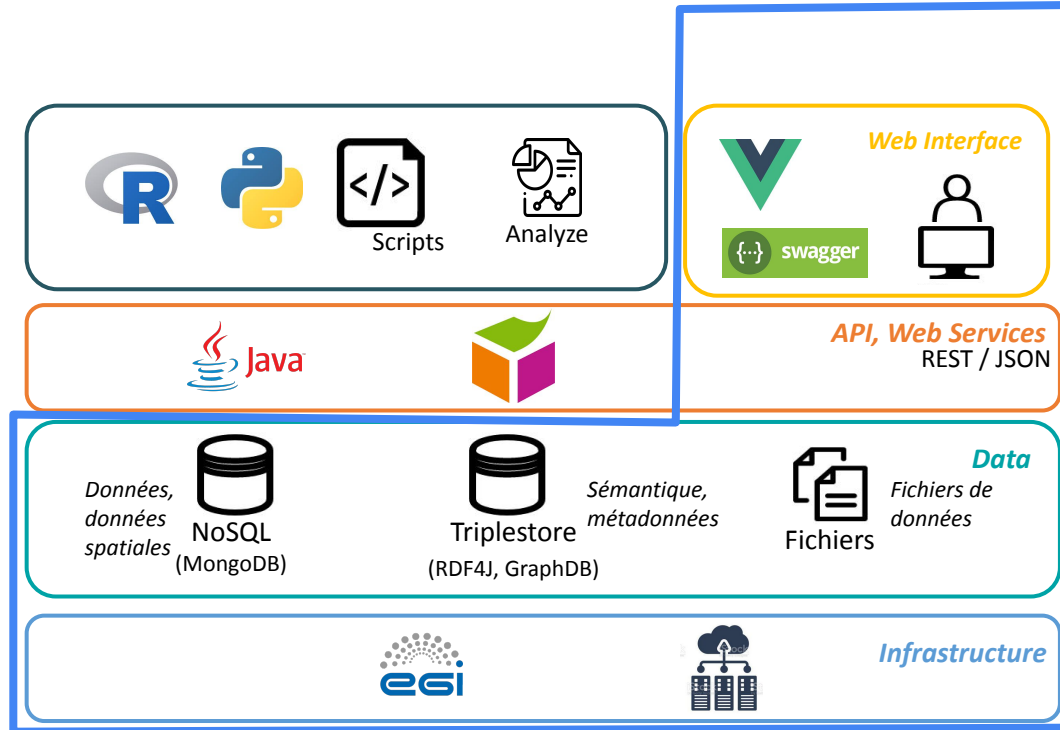 Web Interface
R
</>
Scripts
Analyze
{···} swagger
Java
API, Web Services
REST / JSON
Data
Données,
données
spatiales
NoSQL
(MongoDB)
Triplestore
(RDF4J, GraphDB)
Sémantique,
métadonnées
Fichiers
Fichiers de
données
egi
Infrastructure